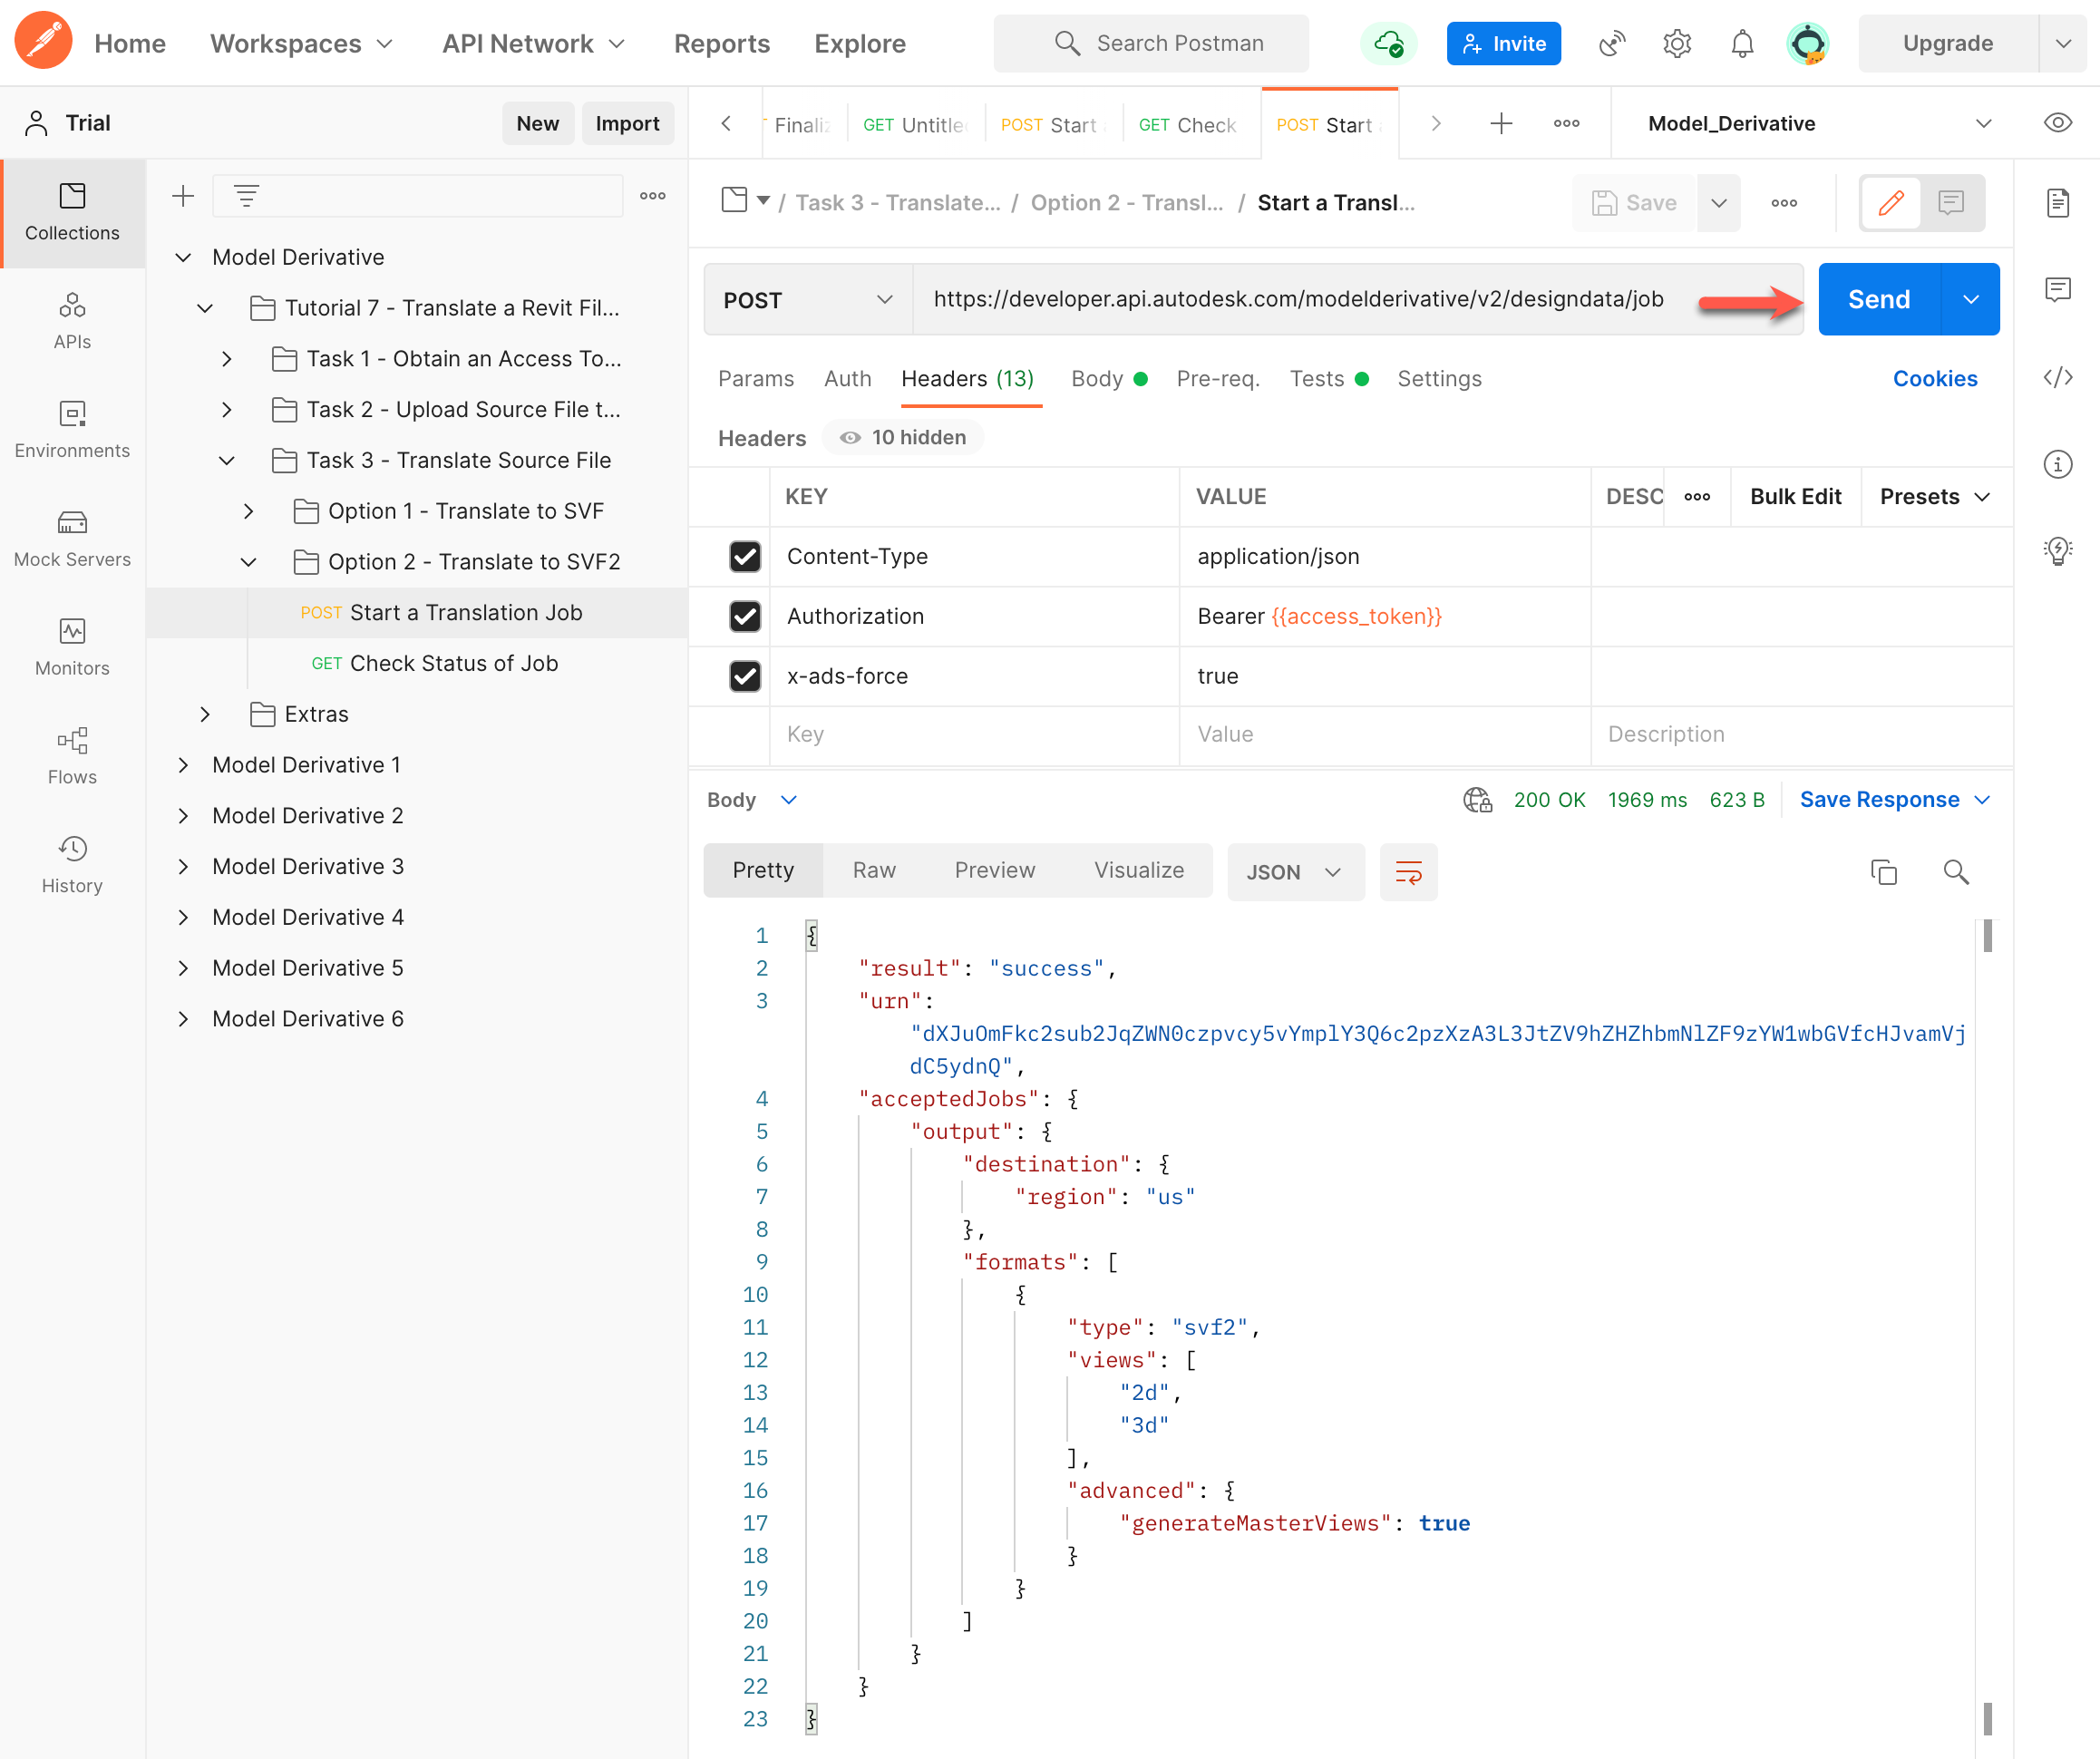 Home Workspaces API Network Reports Explore Search Postman Invite Upgrade
Trial New Import
Finaliz GET Untitle POST Start GET Check POST Start Model_Derivative
Collections
APIs
Environments
Mock Servers
Monitors
Flows
History
Model Derivative
Tutorial 7 - Translate a Revit Fil...
Task 1 - Obtain an Access To...
Task 2 - Upload Source File t...
Task 3 - Translate Source File
Option 1 - Translate to SVF
Option 2 - Translate to SVF2
POST Start a Translation Job
GET Check Status of Job
Extras
Model Derivative 1
Model Derivative 2
Model Derivative 3
Model Derivative 4
Model Derivative 5
Model Derivative 6
/ Task 3 - Translate... / Option 2 - Transl... / Start a Transl... Save
POST https://developer.api.autodesk.com/modelderivative/v2/designdata/job Send
Params Auth Headers (13) Body Pre-req. Tests Settings Cookies
Headers 10 hidden
KEY VALUE DESC Bulk Edit Presets
Content-Type application/json
Authorization Bearer {{access_token}}
x-ads-force true
Key Value Description
Body 200 OK 1969 ms 623 B Save Response
Pretty Raw Preview Visualize JSON
1 {
2 "result": "success",
3 "urn":
"dXJuOmFkc2sub2JqZWN0czpvcy5vYmplY3Q6c2pzXzA3L3JtZV9hZHZhbmNlZF9zYW1wbGVfcHJvamVj
dC5ydnQ",
4 "acceptedJobs": {
5 "output": {
6 "destination": {
7 "region": "us"
8 },
9 "formats": [
10 {
11 "type": "svf2",
12 "views": [
13 "2d",
14 "3d"
15 ],
16 "advanced": {
17 "generateMasterViews": true
18 }
19 }
20 ]
21 }
22 }
23 }